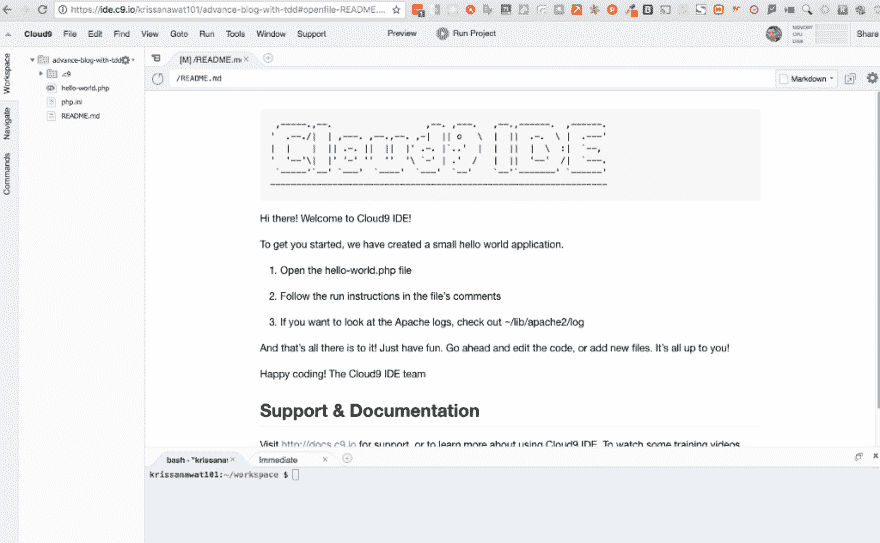 https://ide.c9.io/krissanawat101/advance-blog-with-tdd#openfile-README....
Cloud9 File Edit Find View Goto Run Tools Window Support Preview Run Project MEMORY CPU DISK Share
Workspace
Navigate
Commands
advance-blog-with-tdd
.c9
hello-world.php
php.ini
README.md
[M] /README.m
/README.md
Markdown
Cloud9 IDE
Hi there! Welcome to Cloud9 IDE!
To get you started, we have created a small hello world application.
1. Open the hello-world.php file
2. Follow the run instructions in the file's comments
3. If you want to look at the Apache logs, check out ~/lib/apache2/log
And that's all there is to it! Just have fun. Go ahead and edit the code, or add new files. It's all up to you!
Happy coding! The Cloud9 IDE team
Support & Documentation
Visit http://docs.c9.io for support, or to learn more about using Cloud9 IDE. To watch some training videos,
bash - "krissanav Immediate
krissanawat101:~/workspace $